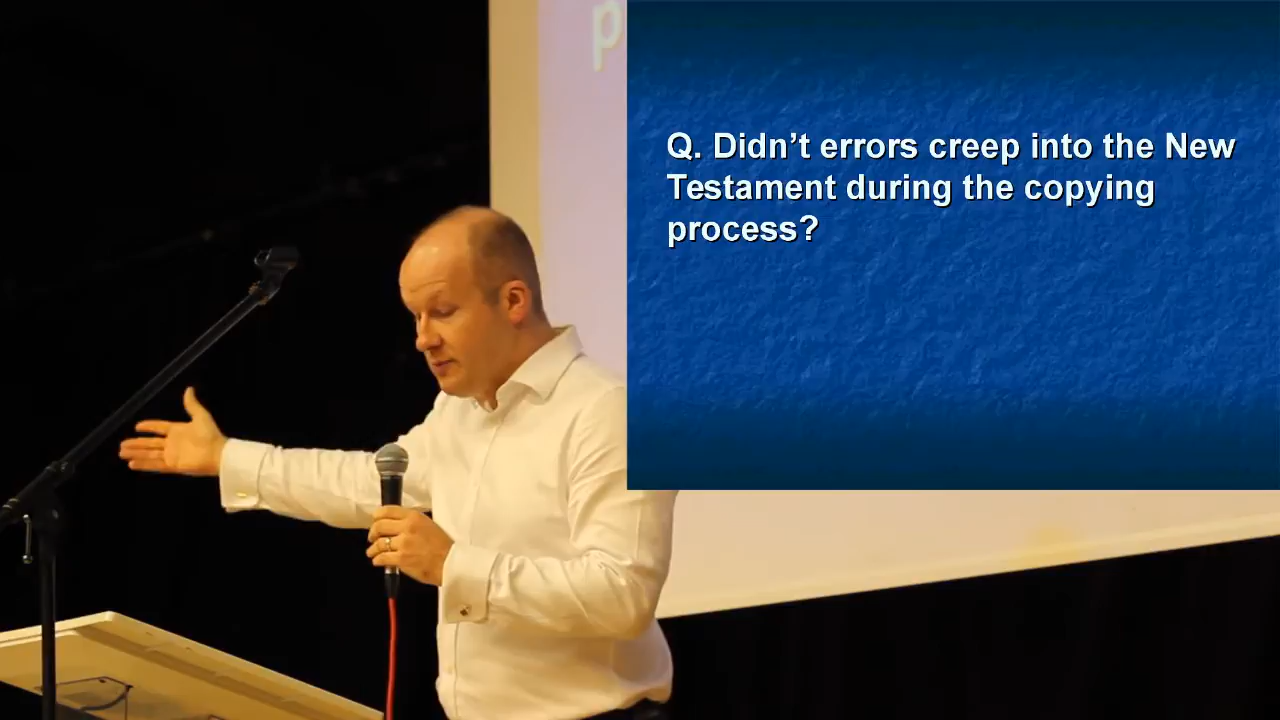 Q. Didn't errors creep into the New
Testament during the copying
process?